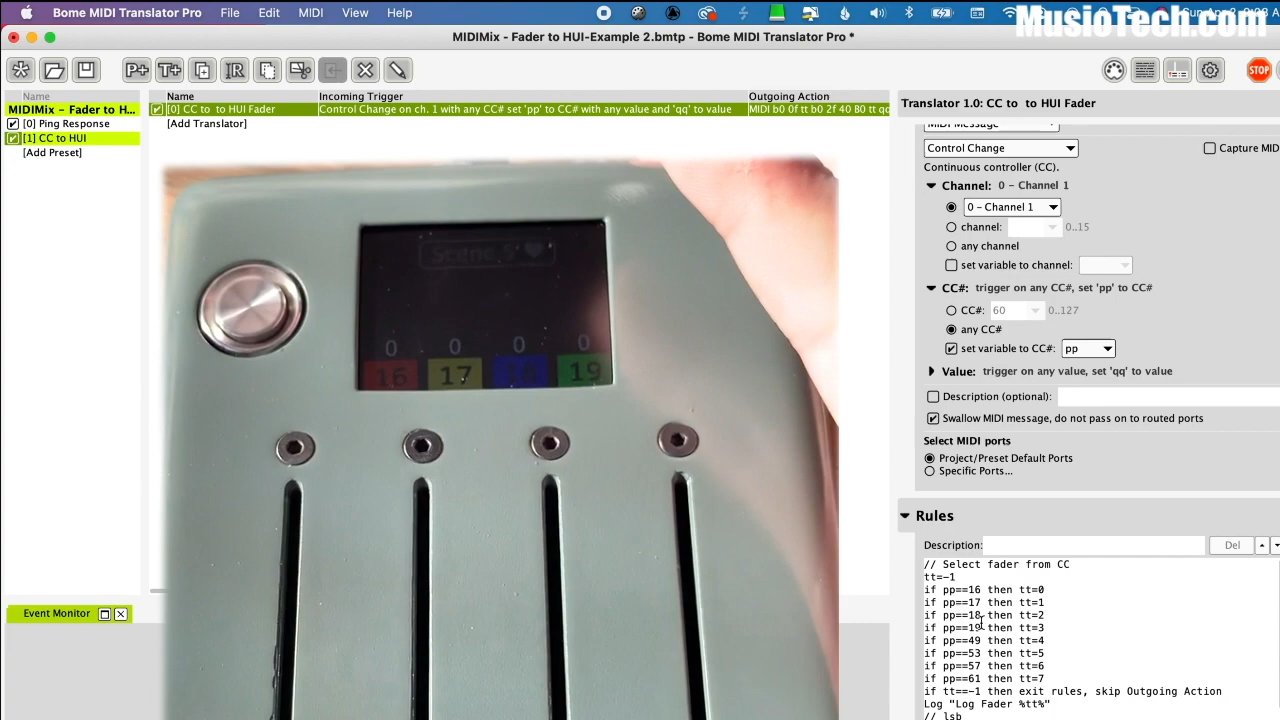 Bome MIDI Translator Pro File Edit MIDI View Help
MusioTech.com
MIDIMix - Fader to HUI-Example 2.bmtp - Bome MIDI Translator Pro *
P+ T+ IR STOP
Name
MIDIMix - Fader to H...
[0] Ping Response
[1] CC to HUI
[Add Preset]
Name Incoming Trigger Outgoing Action
[0] CC to to HUI Fader Control Change on ch. 1 with any CC# set 'pp' to CC# with any value and 'qq' to value MIDI b0 0f tt b0 2f 40 B0 tt qq
[Add Translator]
Scene 5
0 0 0 0
16 17 18 19
Event Monitor
Translator 1.0: CC to to HUI Fader
MIDI Message
Control Change Capture MID
Continuous controller (CC).
Channel: 0 - Channel 1
0 - Channel 1
channel: 0..15
any channel
set variable to channel:
CC#: trigger on any CC#, set 'pp' to CC#
CC#: 60 0..127
any CC#
set variable to CC#: pp
Value: trigger on any value, set 'qq' to value
Description (optional):
Swallow MIDI message, do not pass on to routed ports
Select MIDI ports
Project/Preset Default Ports
Specific Ports...
Rules
Description: Del
// Select fader from CC
tt=-1
if pp==16 then tt=0
if pp==17 then tt=1
if pp==18 then tt=2
if pp==19 then tt=3
if pp==49 then tt=4
if pp==53 then tt=5
if pp==57 then tt=6
if pp==61 then tt=7
if tt==-1 then exit rules, skip Outgoing Action
Log "Log Fader %tt%"
// lsb